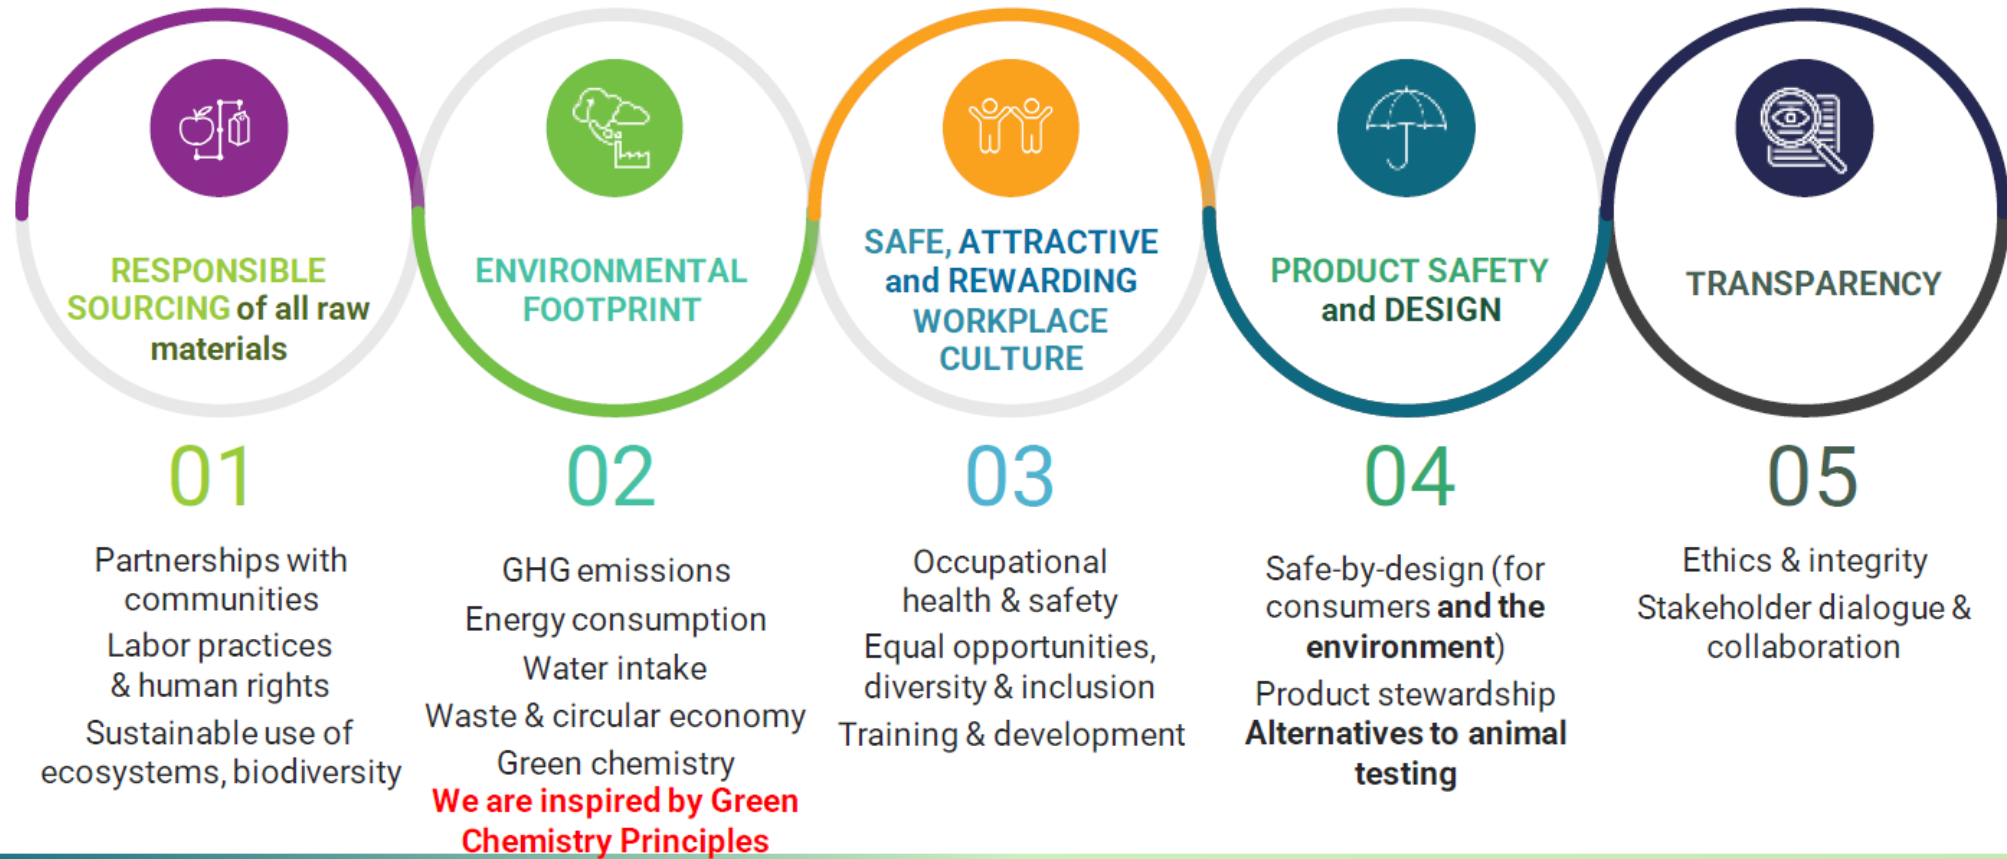 RESPONSIBLE
SOURCING of all raw
materials
01
Partnerships with
communities
Labor practices
& human rights
Sustainable use of
ecosystems, biodiversity
ENVIRONMENTAL
FOOTPRINT
02
GHG emissions
Energy consumption
Water intake
Waste & circular economy
Green chemistry
We are inspired by Green
Chemistry Principles
SAFE, ATTRACTIVE
and REWARDING
WORKPLACE
CULTURE
03
Occupational
health & safety
Equal opportunities,
diversity & inclusion
Training & development
PRODUCT SAFETY
and DESIGN
04
Safe-by-design (for
consumers and the
environment)
Product stewardship
Alternatives to animal
testing
TRANSPARENCY
05
Ethics & integrity
Stakeholder dialogue &
collaboration